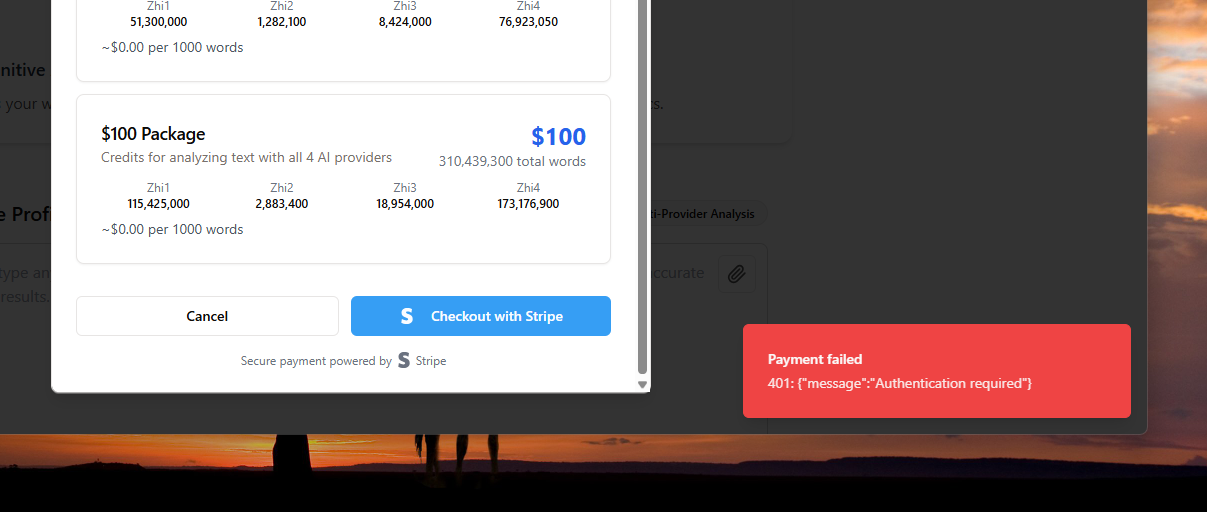 Zhi1 Zhi2 Zhi3 Zhi4
51,300,000 1,282,100 8,424,000 76,923,050
~$0.00 per 1000 words
nitive
your w
s.
$100 Package $100
Credits for analyzing text with all 4 AI providers 310,439,300 total words
Zhi1 Zhi2 Zhi3 Zhi4
115,425,000 2,883,400 18,954,000 173,176,900
~$0.00 per 1000 words
e Prof
ti-Provider Analysis
type an
ccurate
results.
Cancel S Checkout with Stripe
Secure payment powered by S Stripe
Payment failed
401: {"message":"Authentication required"}